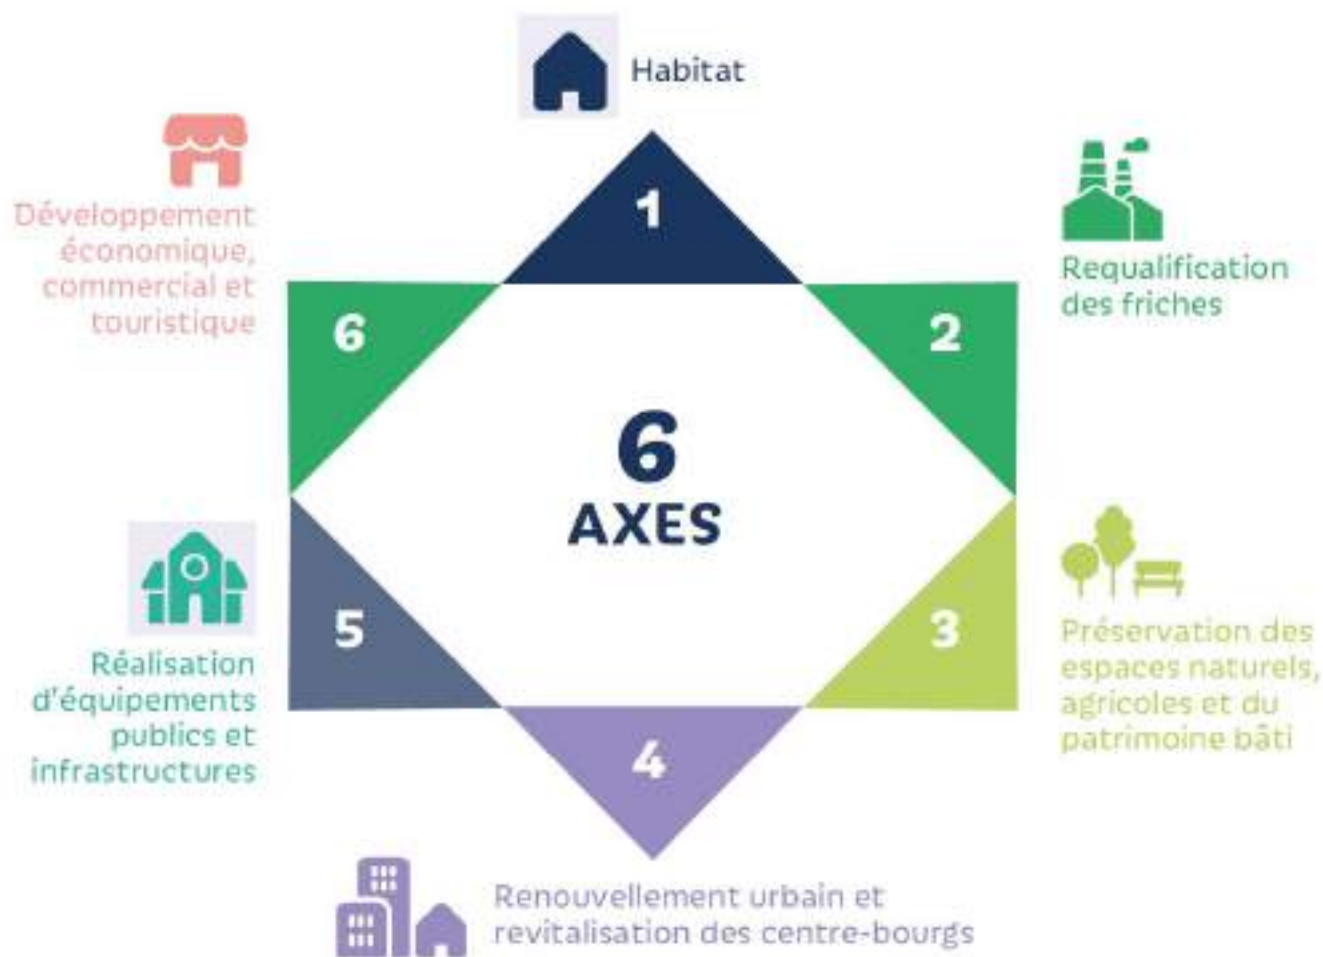 Habitat
1
Requalification
des friches
2
Préservation des
espaces naturels,
agricoles et du
patrimoine bâti
3
Renouvellement urbain et
revitalisation des centre-bourgs
4
Réalisation
d'équipements
publics et
infrastructures
5
Développement
économique,
commercial et
touristique
6
6
AXES